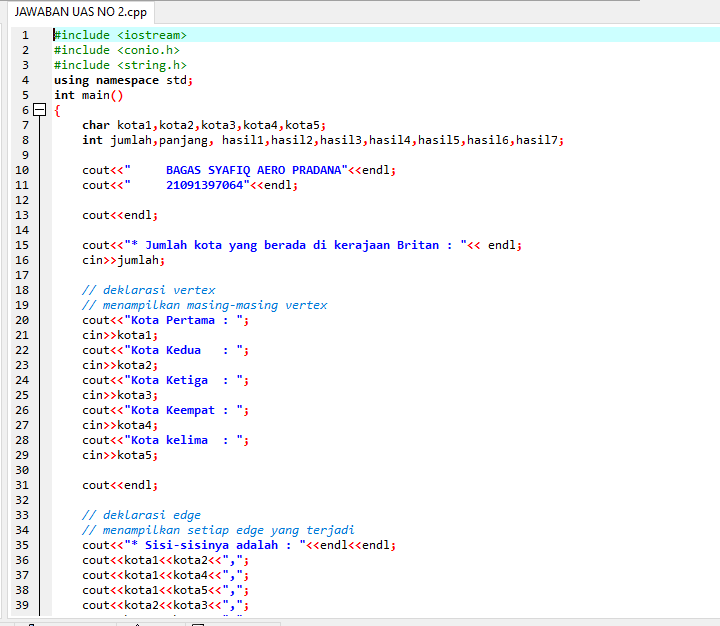 JAWABAN UAS NO 2.cpp
1 #include <iostream>
2 #include <conio.h>
3 #include <string.h>
4 using namespace std;
5 int main()
6 {
7 char kota1,kota2,kota3,kota4,kota5;
8 int jumlah,panjang, hasil1,hasil2,hasil3,hasil4,hasil5,hasil6,hasil7;
9
10 cout<<"     BAGAS SYAFIQ AERO PRADANA"<<endl;
11 cout<<"     21091397064"<<endl;
12
13 cout<<endl;
14
15 cout<<"* Jumlah kota yang berada di kerajaan Britan : "<< endl;
16 cin>>jumlah;
17
18 // deklarasi vertex
19 // menampilkan masing-masing vertex
20 cout<<"Kota Pertama : ";
21 cin>>kota1;
22 cout<<"Kota Kedua   : ";
23 cin>>kota2;
24 cout<<"Kota Ketiga  : ";
25 cin>>kota3;
26 cout<<"Kota Keempat : ";
27 cin>>kota4;
28 cout<<"Kota kelima  : ";
29 cin>>kota5;
30
31 cout<<endl;
32
33 // deklarasi edge
34 // menampilkan setiap edge yang terjadi
35 cout<<"* Sisi-sisinya adalah : "<<endl<<endl;
36 cout<<kota1<<kota2<<",";
37 cout<<kota1<<kota4<<",";
38 cout<<kota1<<kota5<<",";
39 cout<<kota2<<kota3<<",";